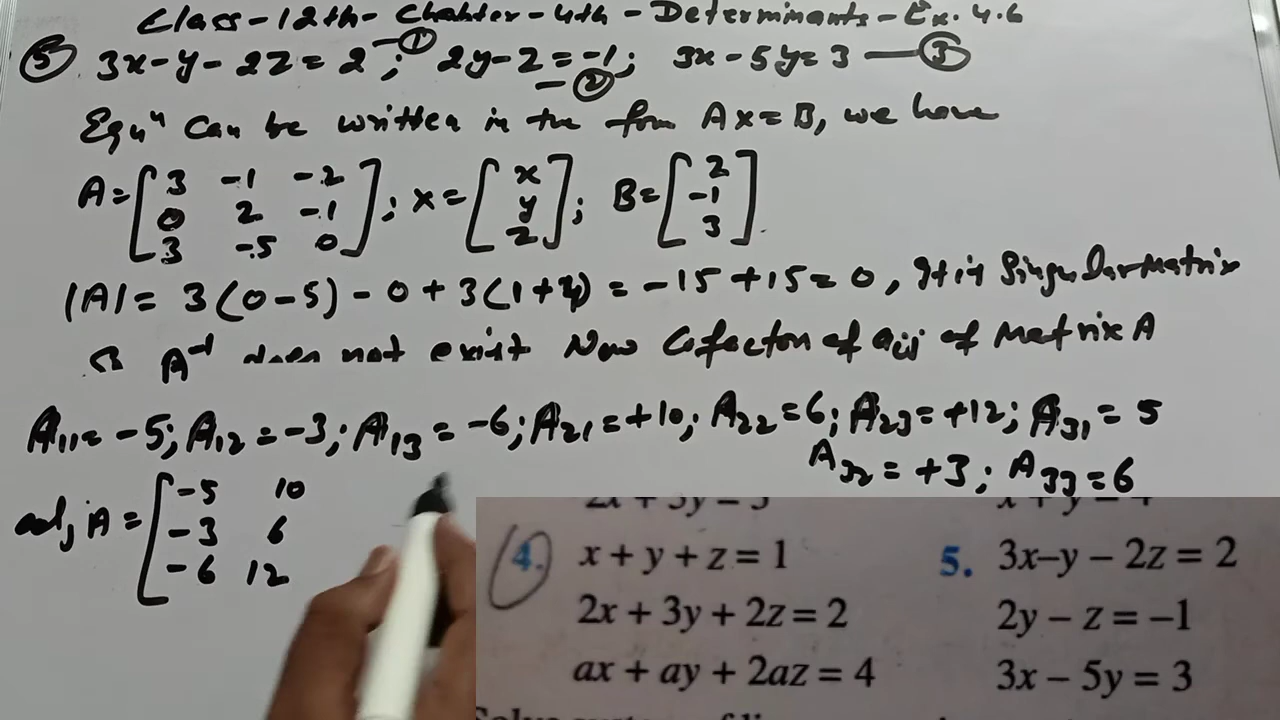 Class-12th-Chahter-4th-Determinants-Ex.4.6
⑤ 3x-y-2z=2 —①; 2y-z=-1; —② 3x-5y=3 —③
Equⁿ Can be written in the form AX=B, we have
A=[3 -1 -2; 0 2 -1; 3 -5 0]; X=[x; y; z]; B=[2; -1; 3].
|A|= 3(0-5)-0+3(1+4)=-15+15=0, It is Singular Matrix
So A⁻¹ does not exist Now Cofactor of aij of Matrix A
A11=-5; A12=-3; A13=-6; A21=+10; A22=6; A23=+12; A31=5
A32=+3; A33=6
adj A=[-5 10
-3 6
-6 12
4. x + y + z = 1
2x + 3y + 2z = 2
ax + ay + 2az = 4
5. 3x–y – 2z = 2
2y – z = –1
3x – 5y = 3